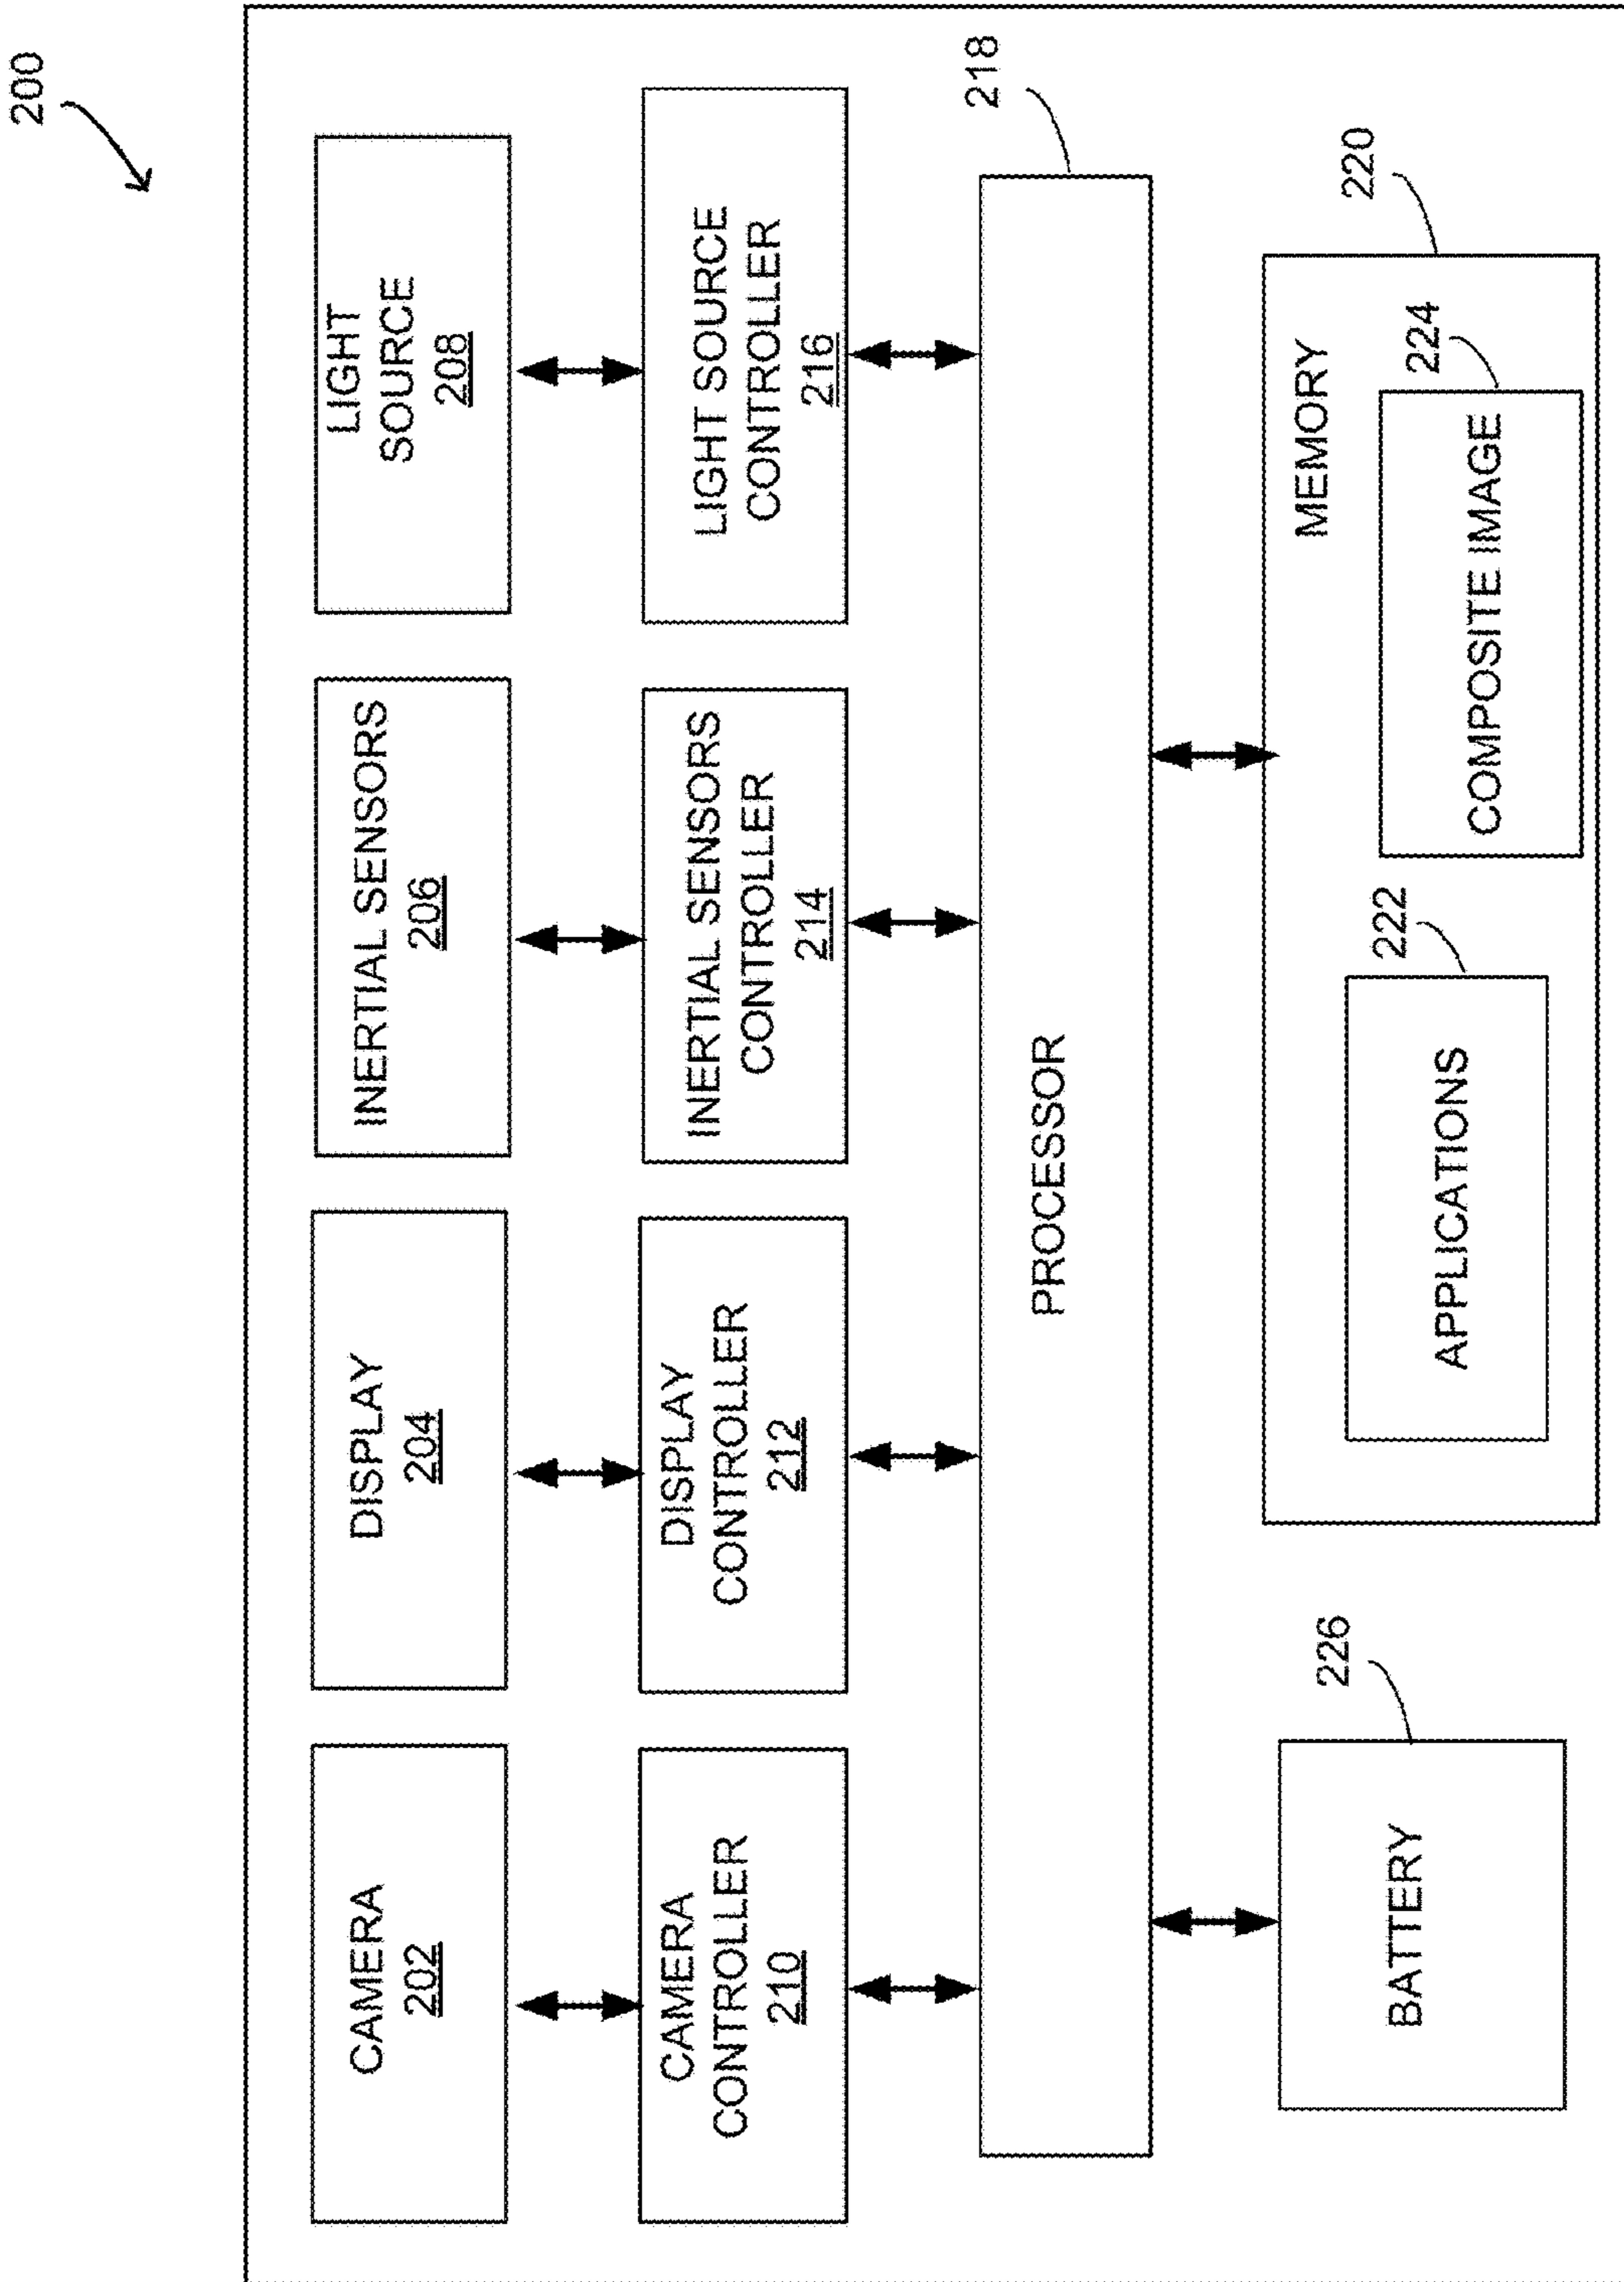 200
CAMERA
202
DISPLAY
204
INERTIAL SENSORS
206
LIGHT
SOURCE
208
CAMERA
CONTROLLER
210
DISPLAY
CONTROLLER
212
INERTIAL SENSORS
CONTROLLER
214
LIGHT SOURCE
CONTROLLER
216
218
PROCESSOR
220
MEMORY
222
APPLICATIONS
224
COMPOSITE IMAGE
226
BATTERY